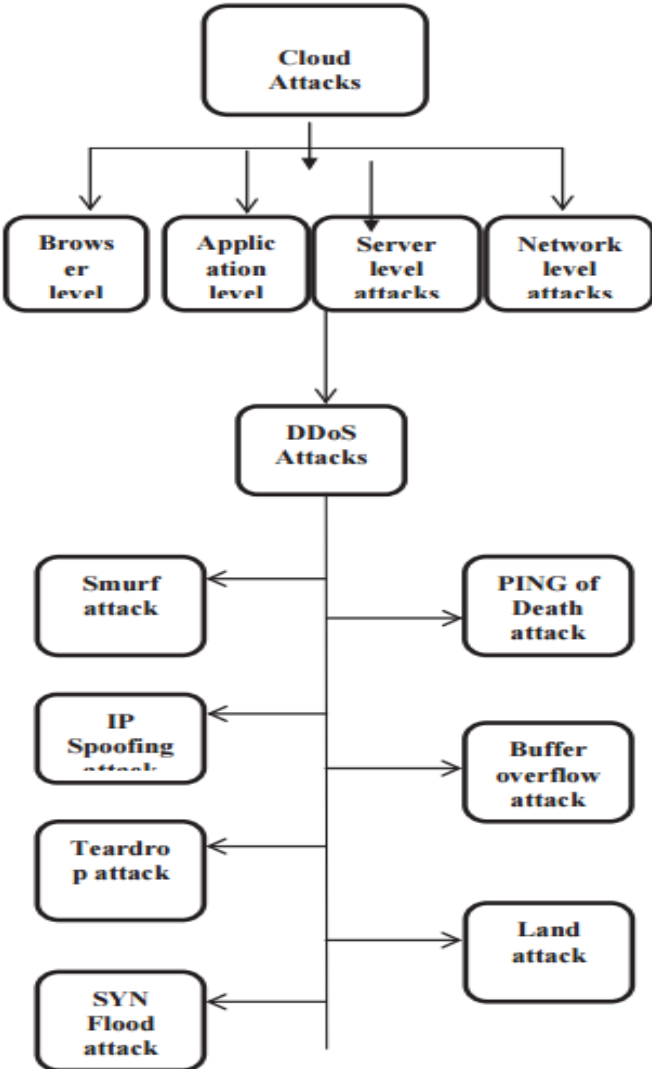 Cloud
Attacks
Brows
er
level
Applic
ation
level
Server
level
attacks
Network
level
attacks
DDoS
Attacks
Smurf
attack
PING of
Death
attack
IP
Spoofing
attack
Buffer
overflow
attack
Teardro
p attack
Land
attack
SYN
Flood
attack